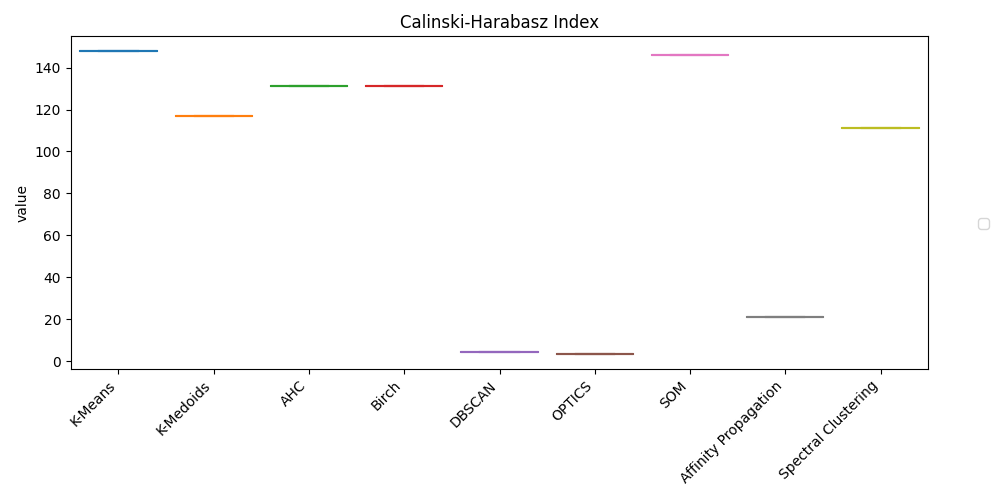 Calinski-Harabasz Index
value
140
120
100
80
60
40
20
0
K-Means
K-Medoids
AHC
Birch
DBSCAN
OPTICS
SOM
Affinity Propagation
Spectral Clustering